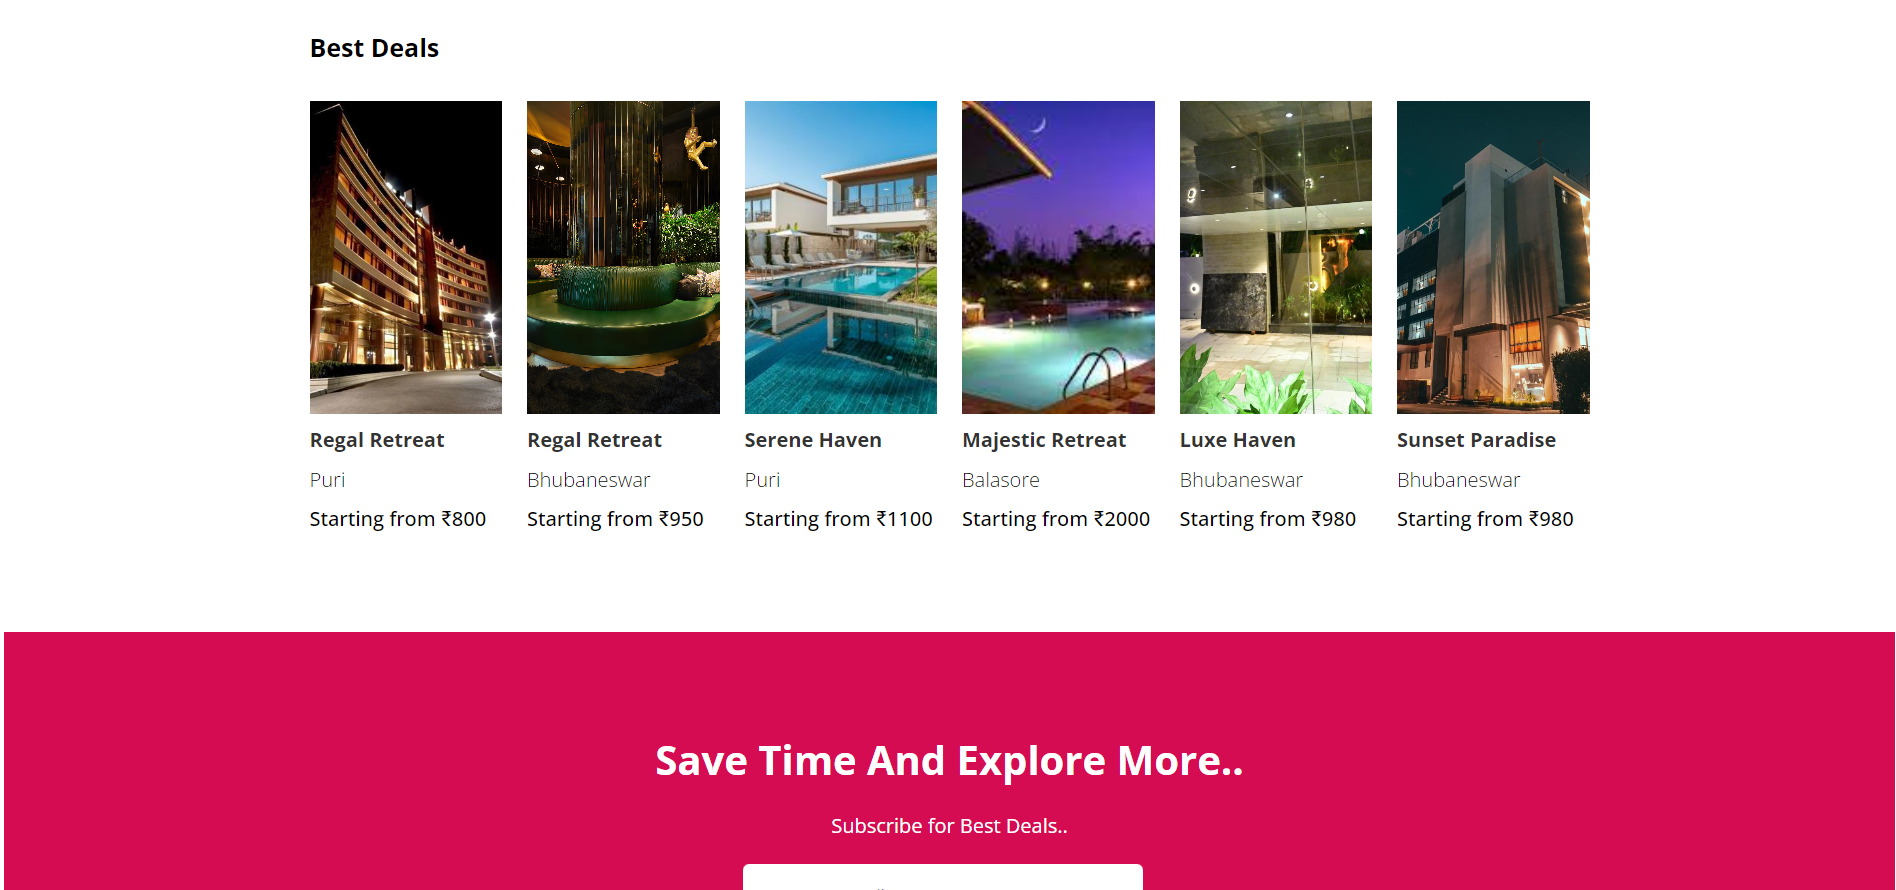 Best Deals
Regal Retreat
Puri
Starting from ₹800
Regal Retreat
Bhubaneswar
Starting from ₹950
Serene Haven
Puri
Starting from ₹1100
Majestic Retreat
Balasore
Starting from ₹2000
Luxe Haven
Bhubaneswar
Starting from ₹980
Sunset Paradise
Bhubaneswar
Starting from ₹980
Save Time And Explore More..
Subscribe for Best Deals..